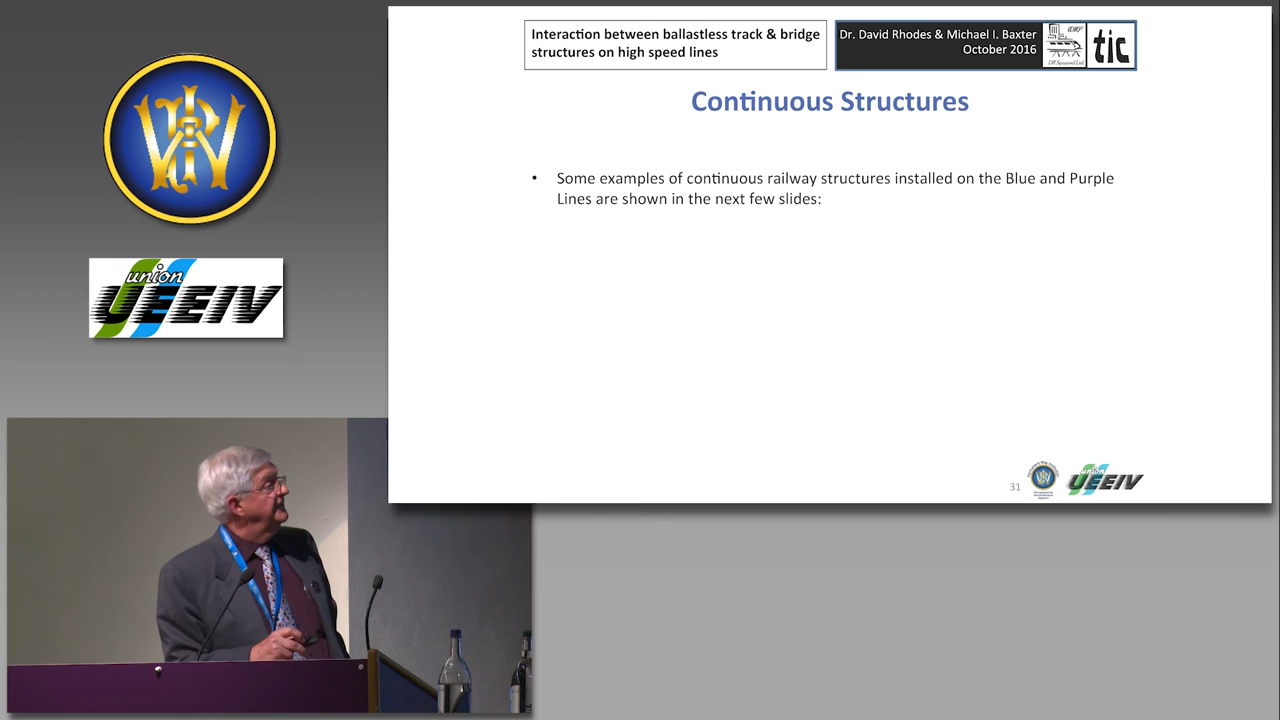 Interaction between ballastless track & bridge
structures on high speed lines
Dr. David Rhodes & Michael I. Baxter
October 2016
tic
Continuous Structures
• Some examples of continuous railway structures installed on the Blue and Purple
Lines are shown in the next few slides:
union
UEEIV
31
union
UEEIV